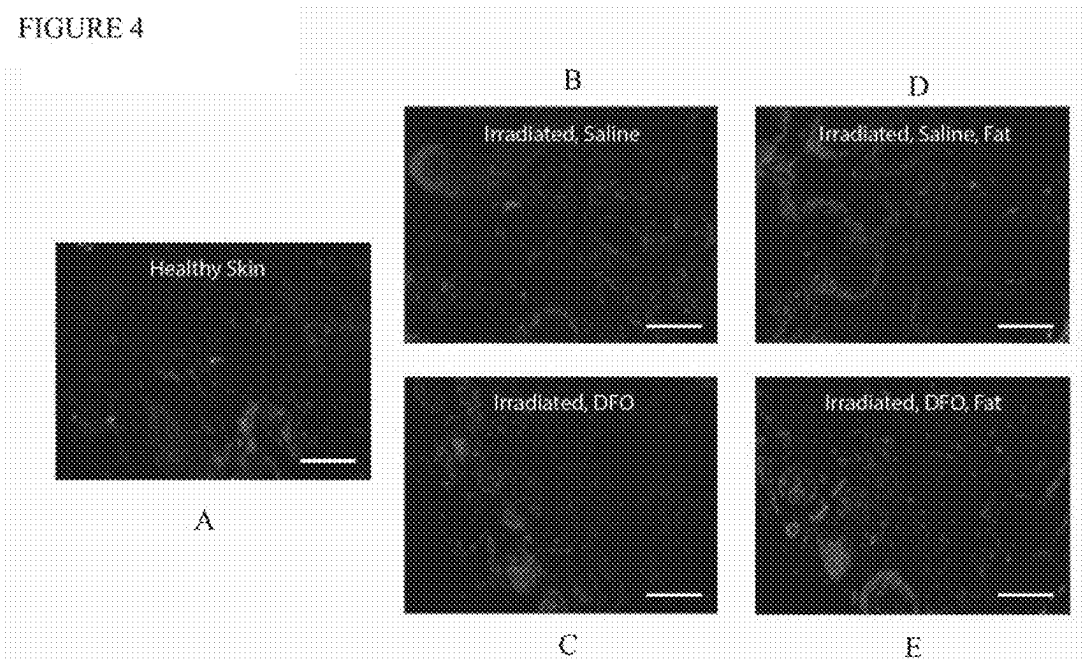 FIGURE 4
B
D
Irradiated, Saline
Irradiated, Saline, Fat
Healthy Skin
Irradiated, DFO
Irradiated, DFO, Fat
A
C
E